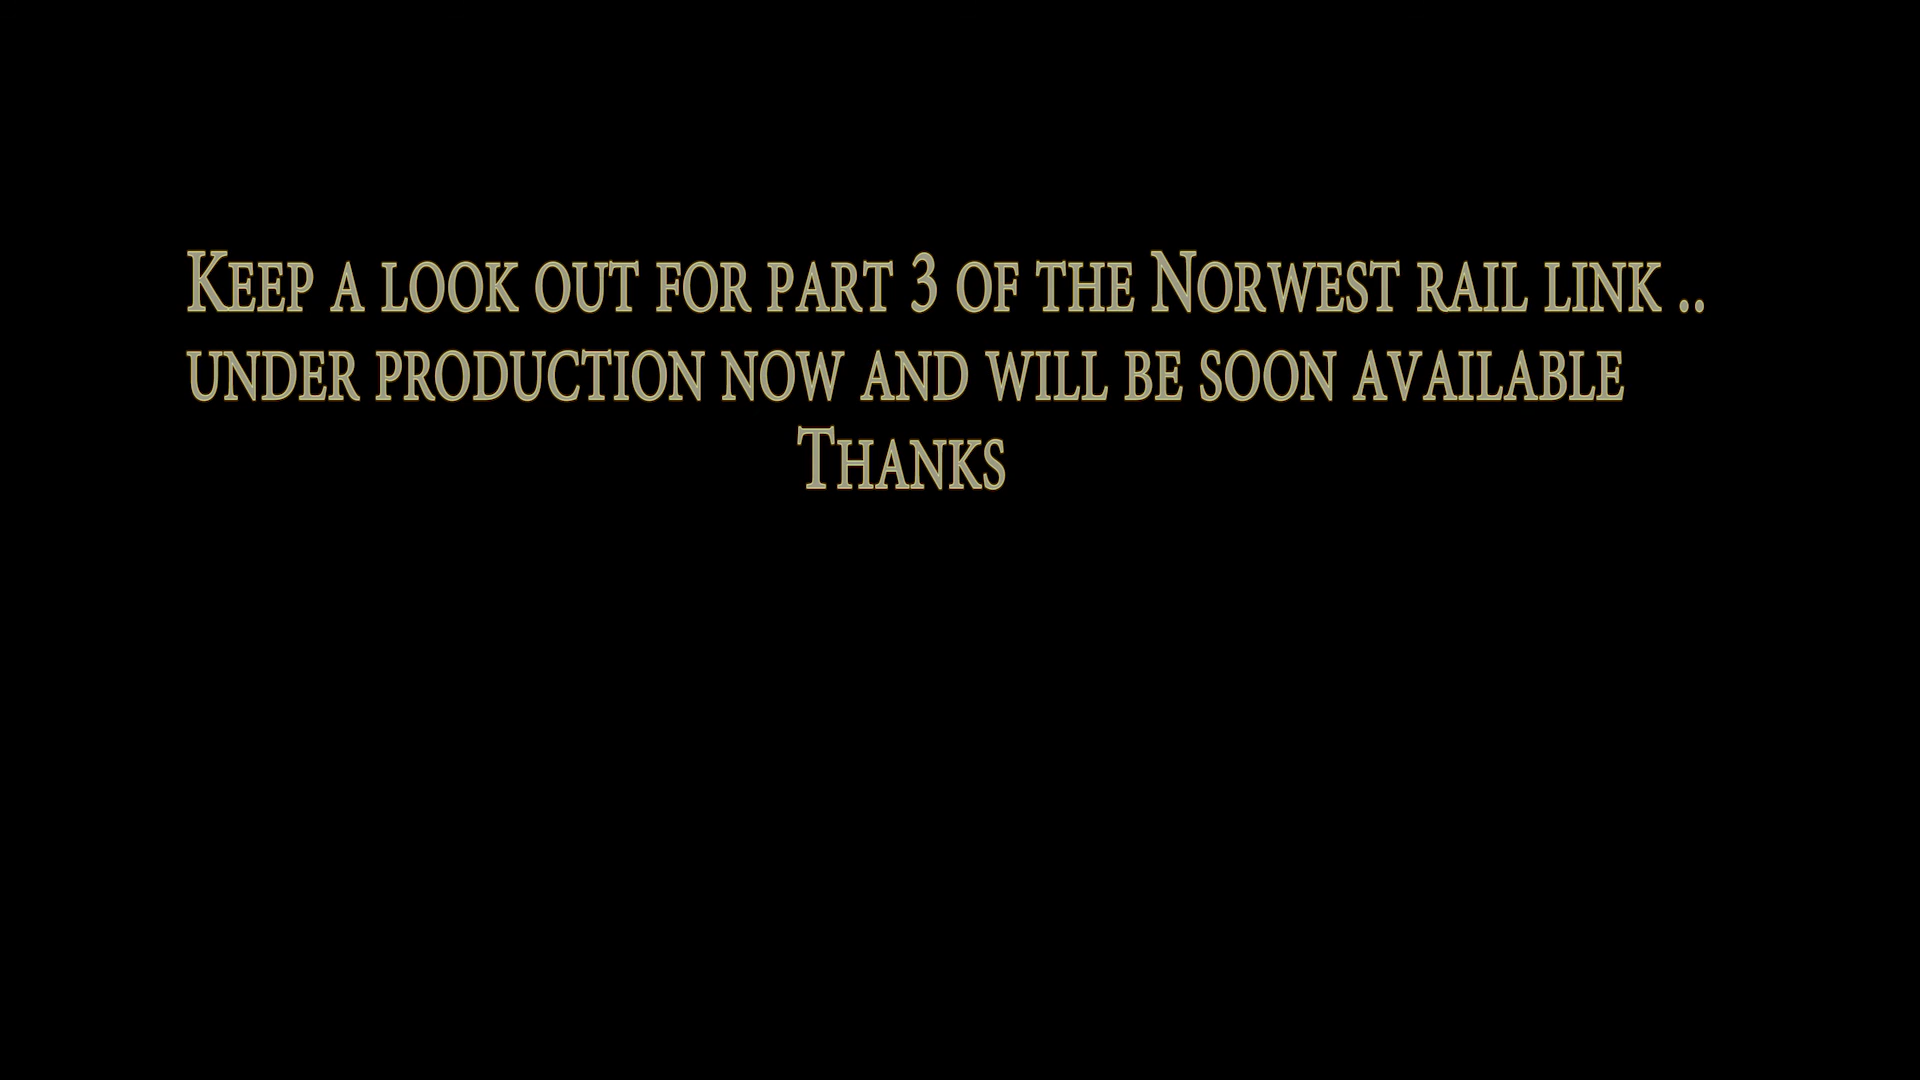 Keep a look out for part 3 of the Norwest rail link ..
under production now and will be soon available
Thanks